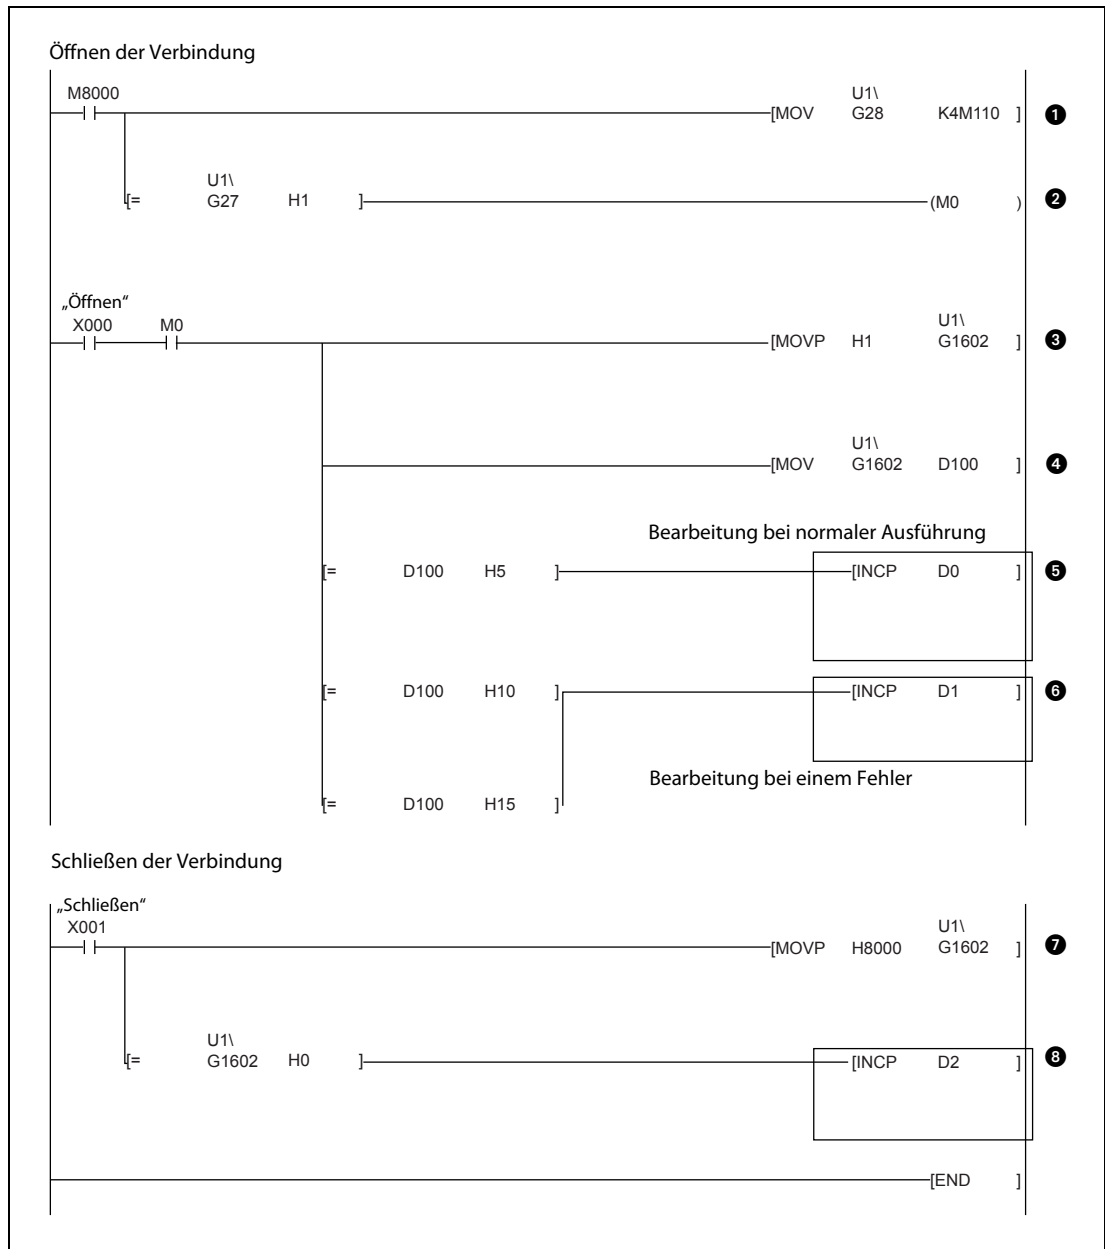 Öffnen der Verbindung
M8000
U1\
[MOV G28 K4M110 ] ❶
U1\
[= G27 H1 ] (M0 ) ❷
„Öffnen“
X000 M0
U1\
[MOVP H1 G1602 ] ❸
U1\
[MOV G1602 D100 ] ❹
Bearbeitung bei normaler Ausführung
[= D100 H5 ] [INCP D0 ] ❺
[= D100 H10 ] [INCP D1 ] ❻
Bearbeitung bei einem Fehler
[= D100 H15 ]
Schließen der Verbindung
„Schließen“
X001
U1\
[MOVP H8000 G1602 ] ❼
U1\
[= G1602 H0 ] [INCP D2 ] ❽
[END ]